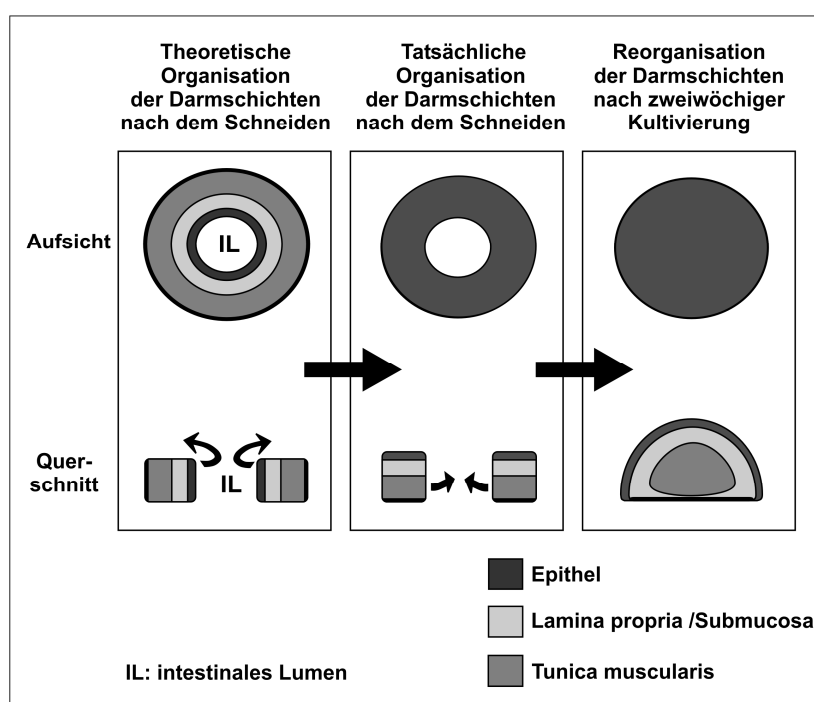 Theoretische
Organisation
der Darmschichten
nach dem Schneiden
Tatsächliche
Organisation
der Darmschichten
nach dem Schneiden
Reorganisation
der Darmschichten
nach zweiwöchiger
Kultivierung
Aufsicht
IL
Quer-
schnitt
IL
Epithel
Lamina propria /Submucosa
Tunica muscularis
IL: intestinales Lumen